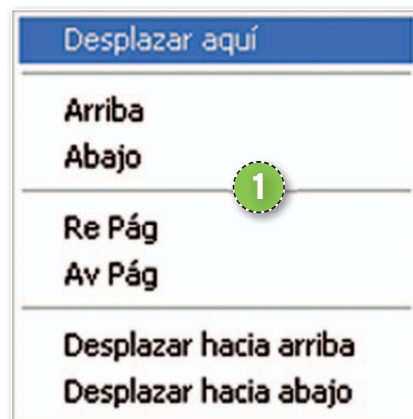 Desplazar aquí
Arriba
Abajo
1
Re Pág
Av Pág
Desplazar hacia arriba
Desplazar hacia abajo